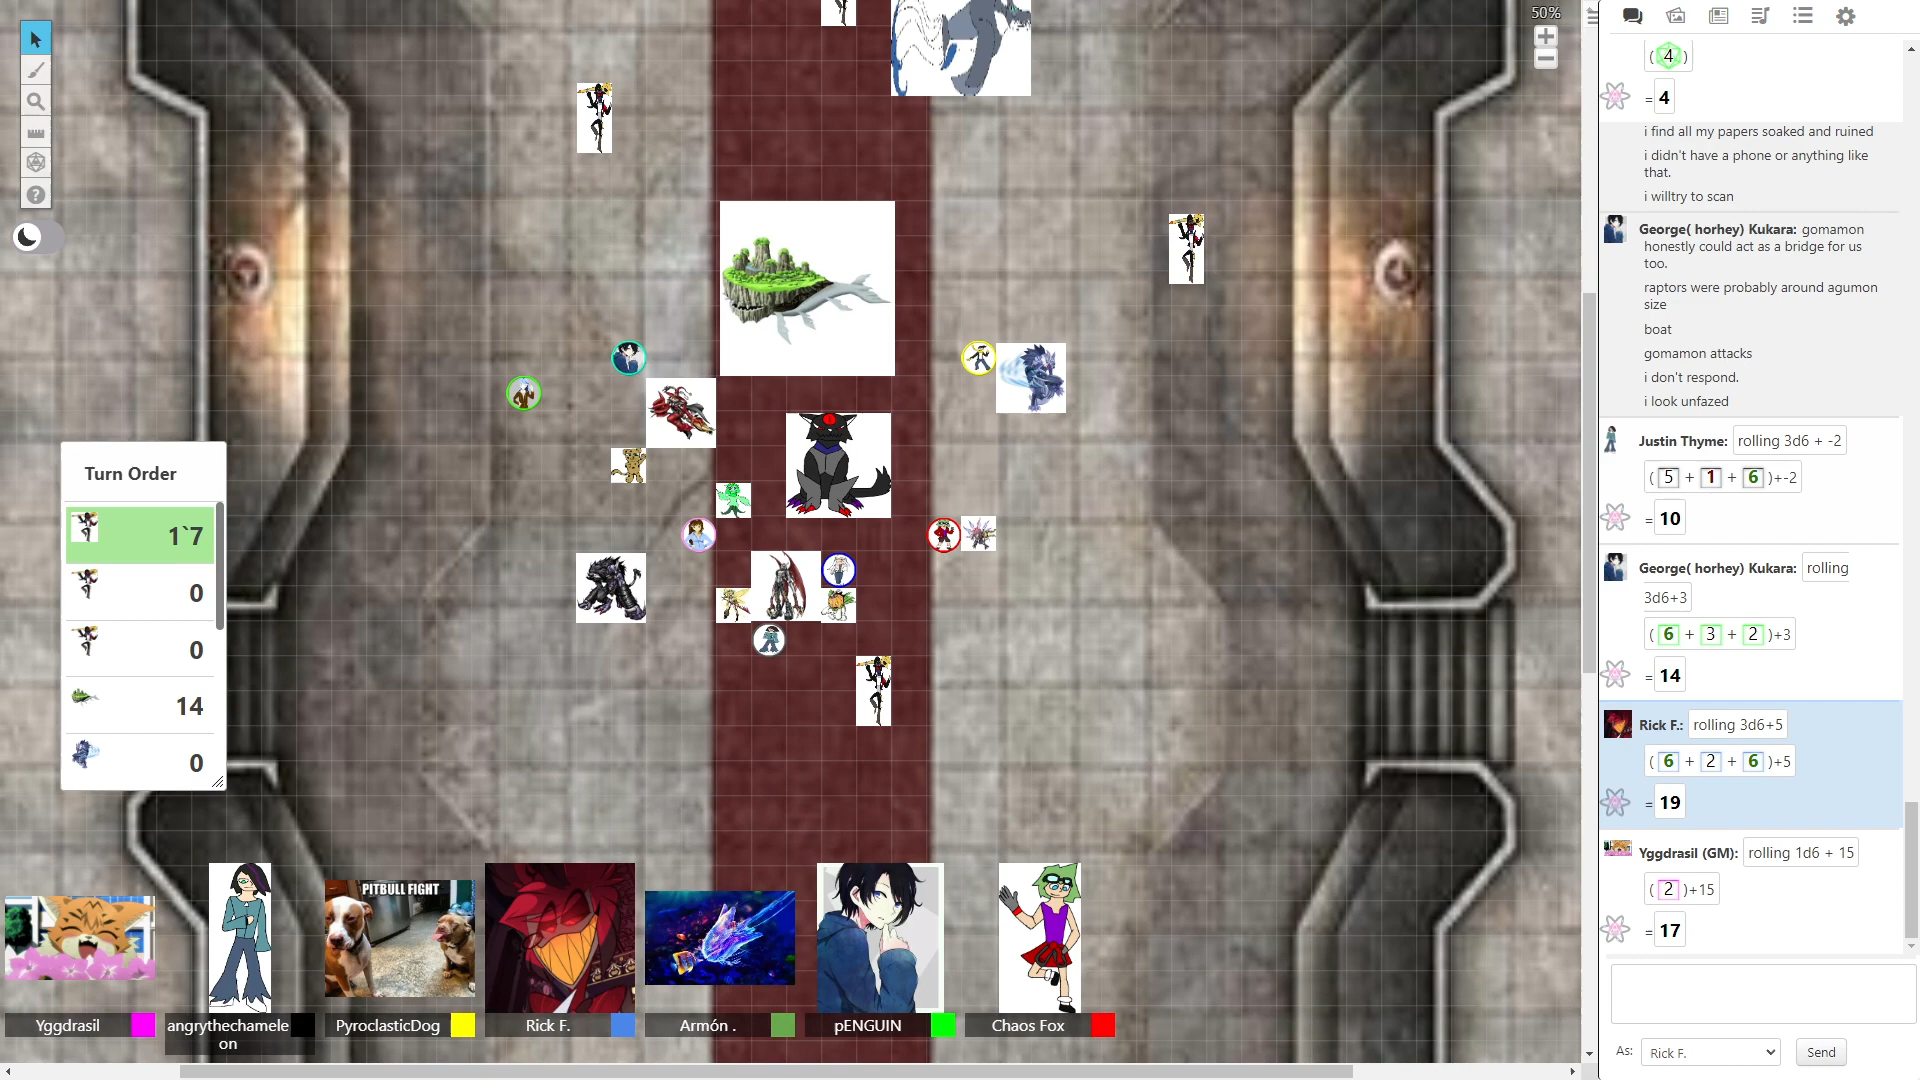 50%
Turn Order
1`7
0
0
14
0
PITBULL FIGHT
Yggdrasil
angrythechamele
on
PyroclasticDog
Rick F.
Armón .
pENGUIN
Chaos Fox
(4)
= 4
i find all my papers soaked and ruined
i didn't have a phone or anything like
that.
i willtry to scan
George( horhey) Kukara: gomamon
honestly could act as a bridge for us
too.
raptors were probably around agumon
size
boat
gomamon attacks
i don't respond.
i look unfazed
Justin Thyme: rolling 3d6 + -2
(5 + 1 + 6)+-2
= 10
George( horhey) Kukara: rolling
3d6+3
(6 + 3 + 2)+3
= 14
Rick F.: rolling 3d6+5
(6 + 2 + 6)+5
= 19
Yggdrasil (GM): rolling 1d6 + 15
(2)+15
= 17
As: Rick F. Send